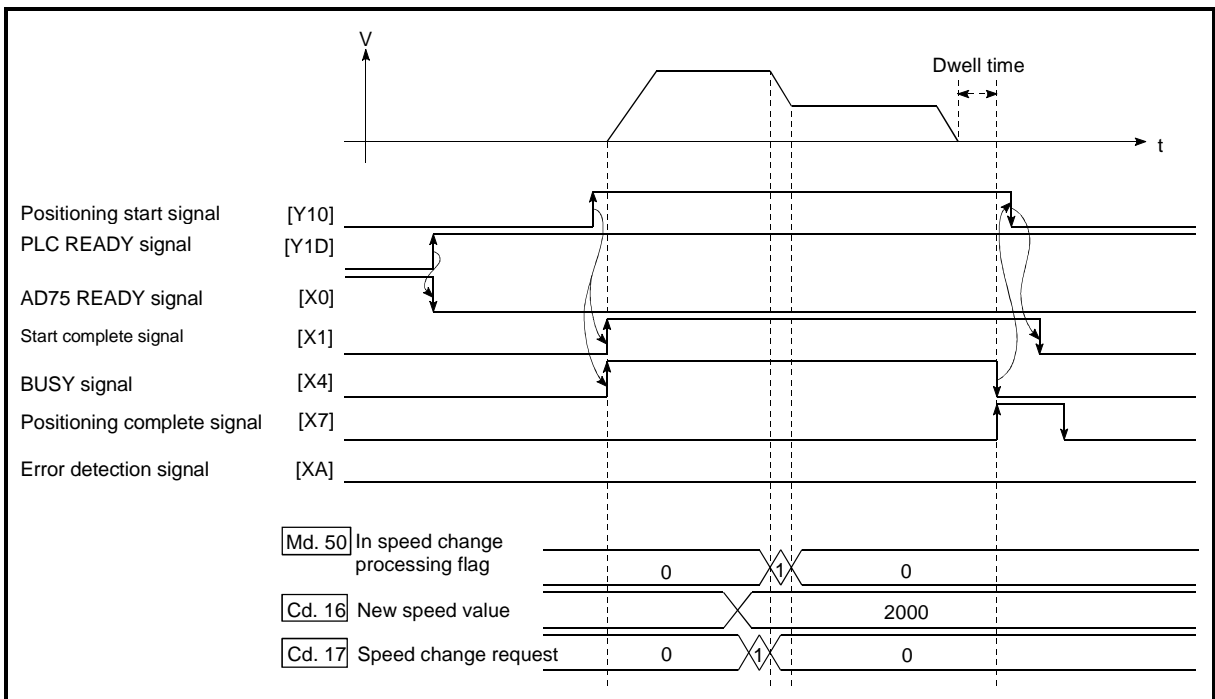 V
Dwell time
t
Positioning start signal [Y10]
PLC READY signal [Y1D]
AD75 READY signal [X0]
Start complete signal [X1]
BUSY signal [X4]
Positioning complete signal [X7]
Error detection signal [XA]
Md. 50 In speed change
processing flag 0 1 0
Cd. 16 New speed value 2000
Cd. 17 Speed change request 0 1 0